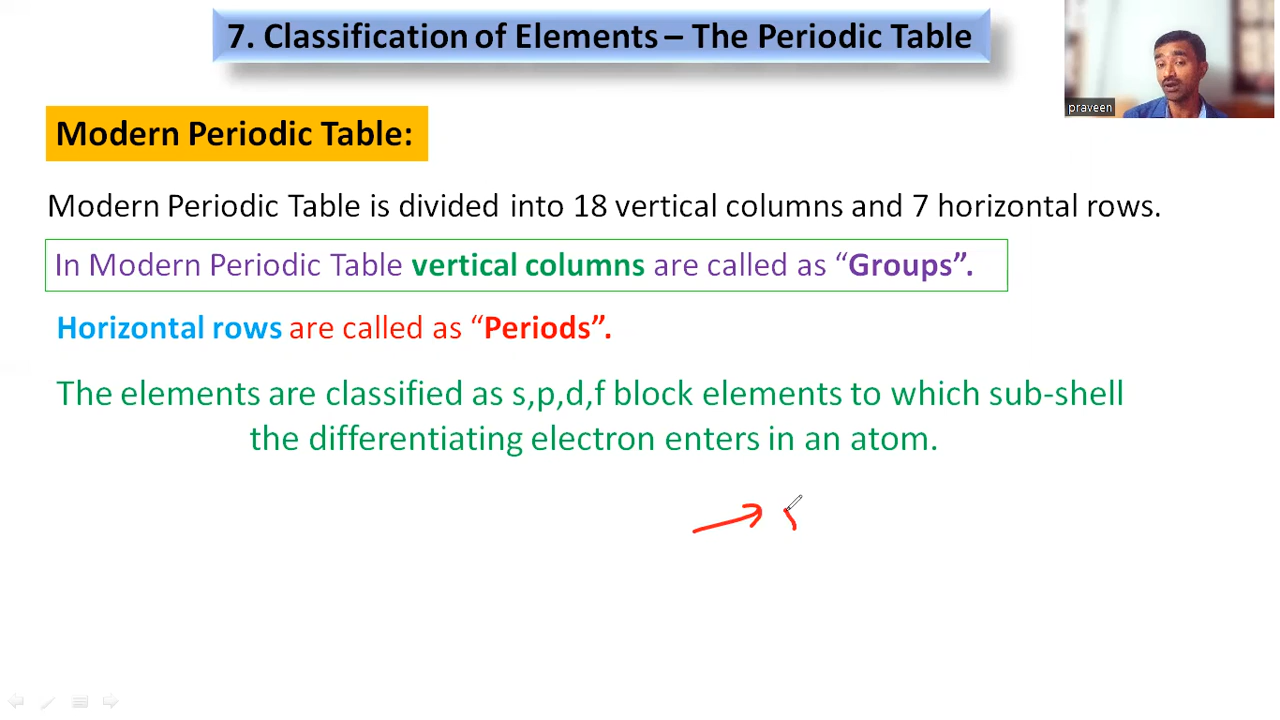 7. Classification of Elements – The Periodic Table
praveen
Modern Periodic Table:
Modern Periodic Table is divided into 18 vertical columns and 7 horizontal rows.
In Modern Periodic Table vertical columns are called as “Groups”.
Horizontal rows are called as “Periods”.
The elements are classified as s,p,d,f block elements to which sub-shell
the differentiating electron enters in an atom.